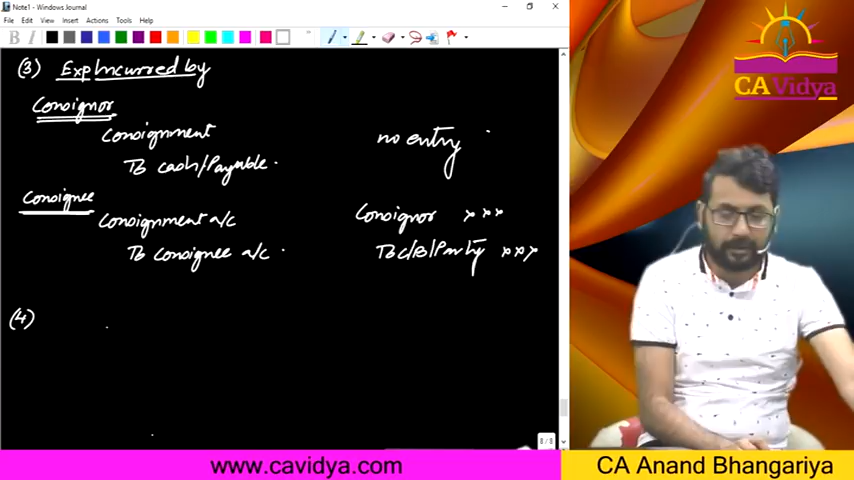 Note1 - Windows Journal
File Edit View Insert Actions Tools Help
B I
(3) Exp Incurred by
Consignor
Consignment
To cash/Payable.
no entry
Consignee
Consignment a/c
To consignee a/c.
Consignor xxx
To C/B/Party xxx
(4)
8 / 8
CA Vidya
www.cavidya.com
CA Anand Bhangariya